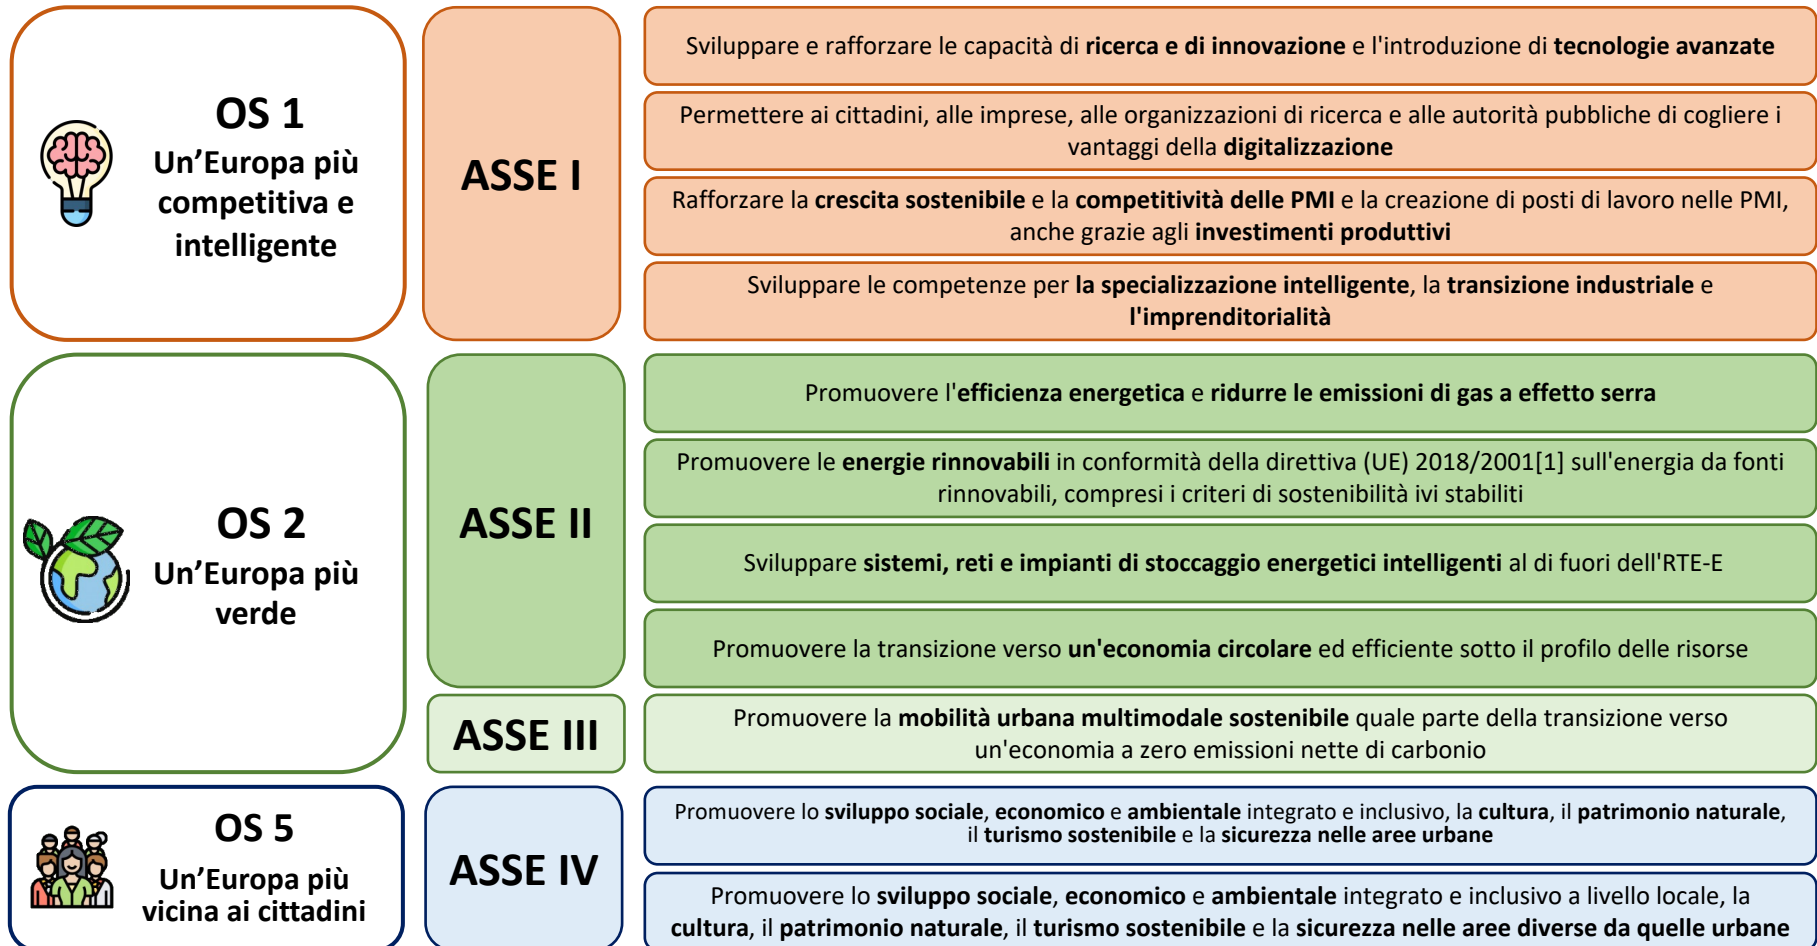 OS 1
Un’Europa più
competitiva e
intelligente
ASSE I
Sviluppare e rafforzare le capacità di ricerca e di innovazione e l'introduzione di tecnologie avanzate
Permettere ai cittadini, alle imprese, alle organizzazioni di ricerca e alle autorità pubbliche di cogliere i
vantaggi della digitalizzazione
Rafforzare la crescita sostenibile e la competitività delle PMI e la creazione di posti di lavoro nelle PMI,
anche grazie agli investimenti produttivi
Sviluppare le competenze per la specializzazione intelligente, la transizione industriale e
l'imprenditorialità
OS 2
Un’Europa più
verde
ASSE II
Promuovere l'efficienza energetica e ridurre le emissioni di gas a effetto serra
Promuovere le energie rinnovabili in conformità della direttiva (UE) 2018/2001[1] sull'energia da fonti
rinnovabili, compresi i criteri di sostenibilità ivi stabiliti
Sviluppare sistemi, reti e impianti di stoccaggio energetici intelligenti al di fuori dell'RTE-E
Promuovere la transizione verso un'economia circolare ed efficiente sotto il profilo delle risorse
ASSE III
Promuovere la mobilità urbana multimodale sostenibile quale parte della transizione verso
un'economia a zero emissioni nette di carbonio
OS 5
Un’Europa più
vicina ai cittadini
ASSE IV
Promuovere lo sviluppo sociale, economico e ambientale integrato e inclusivo, la cultura, il patrimonio naturale,
il turismo sostenibile e la sicurezza nelle aree urbane
Promuovere lo sviluppo sociale, economico e ambientale integrato e inclusivo a livello locale, la
cultura, il patrimonio naturale, il turismo sostenibile e la sicurezza nelle aree diverse da quelle urbane